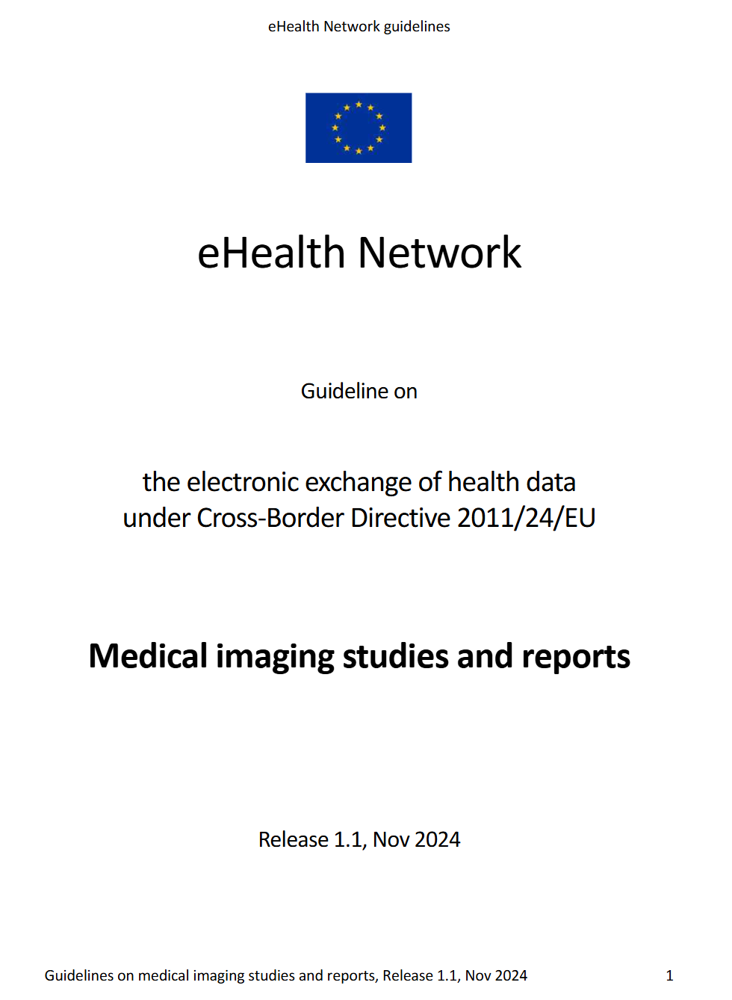 eHealth Network guidelines
eHealth Network
Guideline on
the electronic exchange of health data
under Cross-Border Directive 2011/24/EU
Medical imaging studies and reports
Release 1.1, Nov 2024
Guidelines on medical imaging studies and reports, Release 1.1, Nov 2024 1